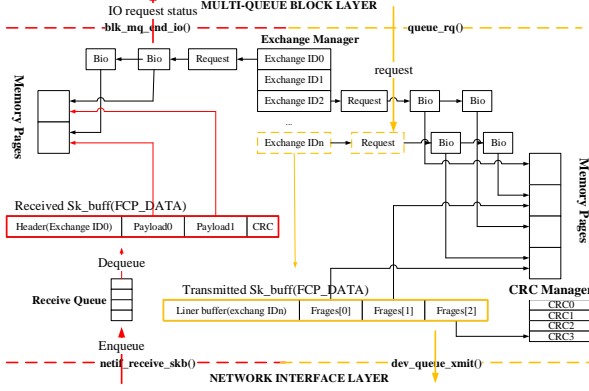 MULTI-QUEUE BLOCK LAYER
IO request status
blk_mq_end_io()
queue_rq()
Exchange Manager
Bio
Bio
Request
Exchange ID0
Exchange ID1
Exchange ID2
Request
Bio
Bio
request
...
Exchange IDn
Request
Bio
Bio
Memory Pages
Memory Pages
Received Sk_buff(FCP_DATA)
Header(Exchange ID0)
Payload0
Payload1
CRC
Dequeue
Receive Queue
Enqueue
Transmitted Sk_buff(FCP_DATA)
Liner buffer(exchang IDn)
Frages[0]
Frages[1]
Frages[2]
CRC Manager
CRC0
CRC1
CRC2
CRC3
netif_receive_skb()
dev_queue_xmit()
NETWORK INTERFACE LAYER